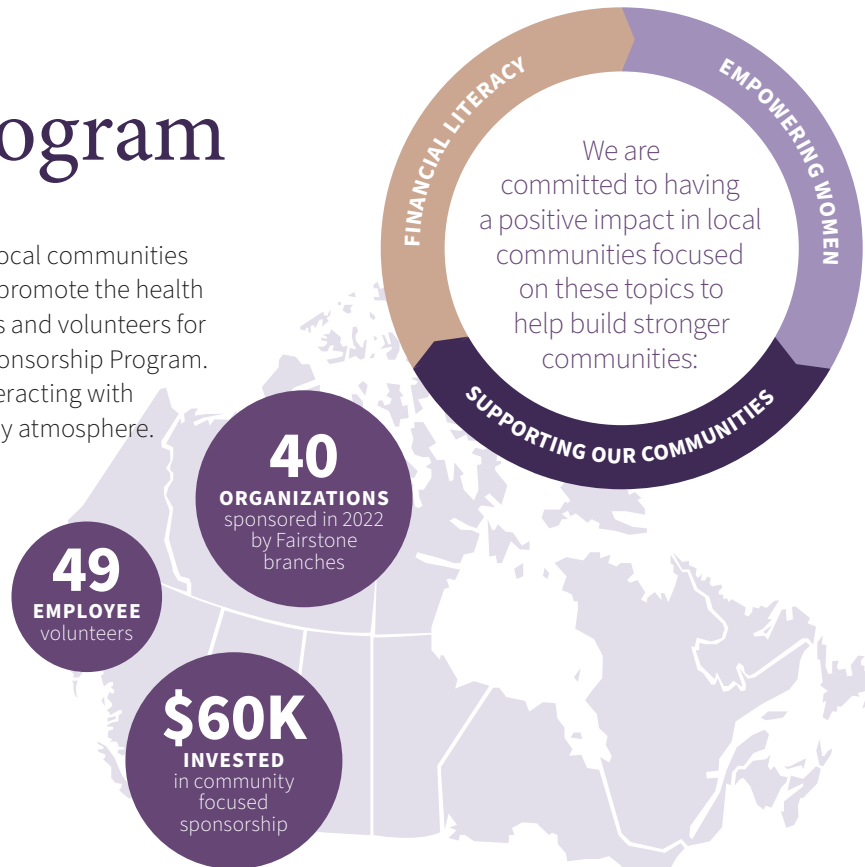 ogram
ocal communities
promote the health
s and volunteers for
onsorship Program.
eracting with
y atmosphere.
FINANCIAL LITERACY
EMPOWERING WOMEN
SUPPORTING OUR COMMUNITIES
We are
committed to having
a positive impact in local
communities focused
on these topics to
help build stronger
communities:
40
ORGANIZATIONS
sponsored in 2022
by Fairstone
branches
49
EMPLOYEE
volunteers
$60K
INVESTED
in community
focused
sponsorship